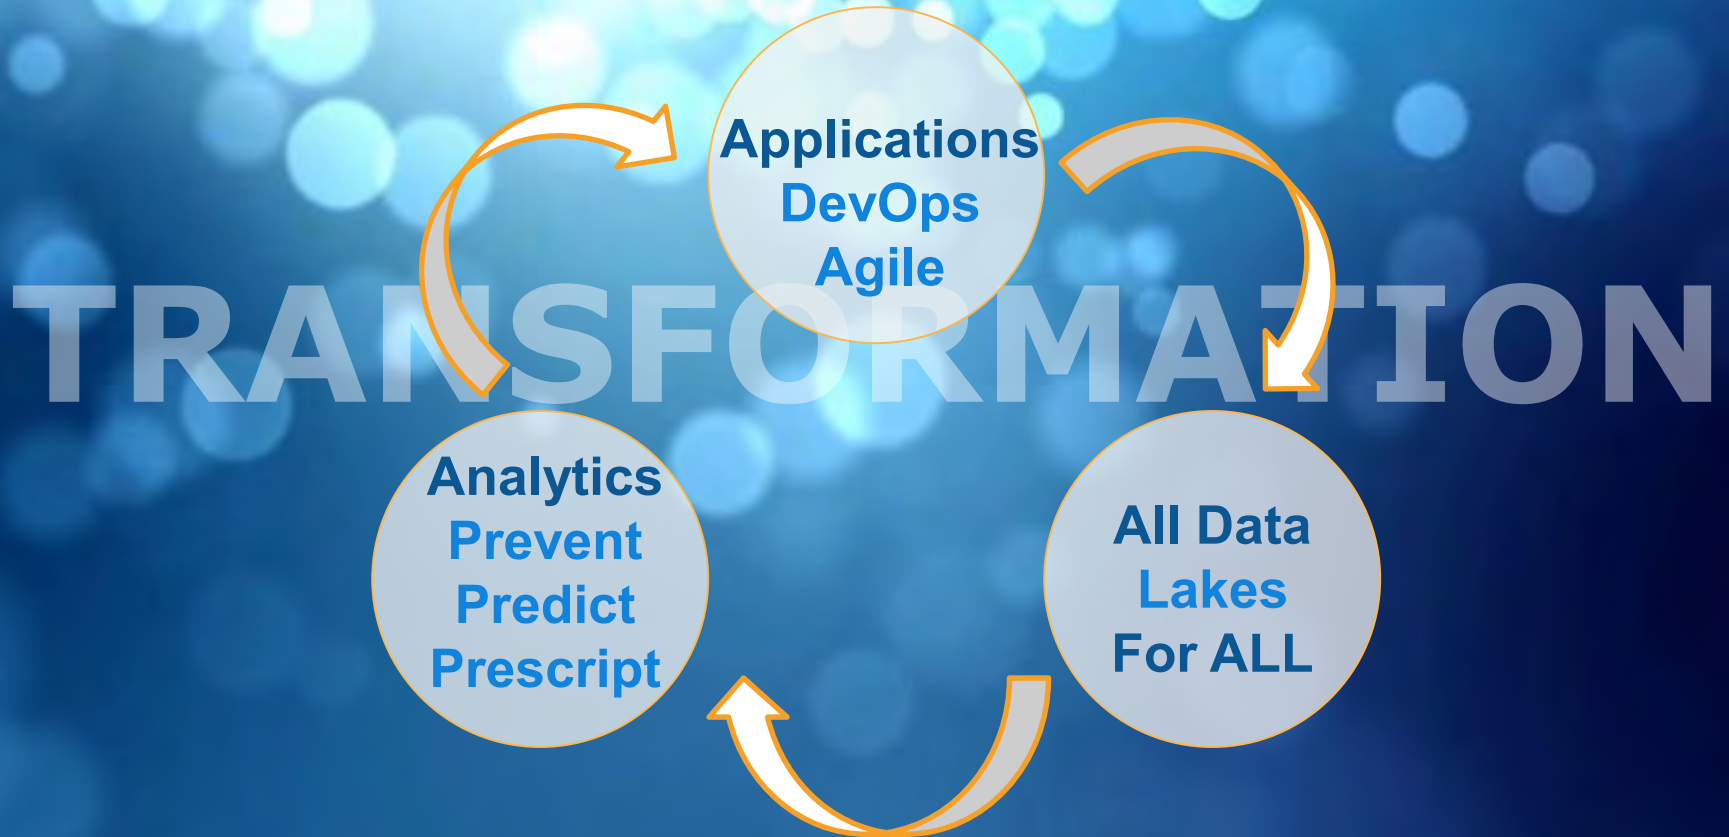 Applications
DevOps
Agile
TRANSFORMATION
Analytics
Prevent
Predict
Prescript
All Data
Lakes
For ALL